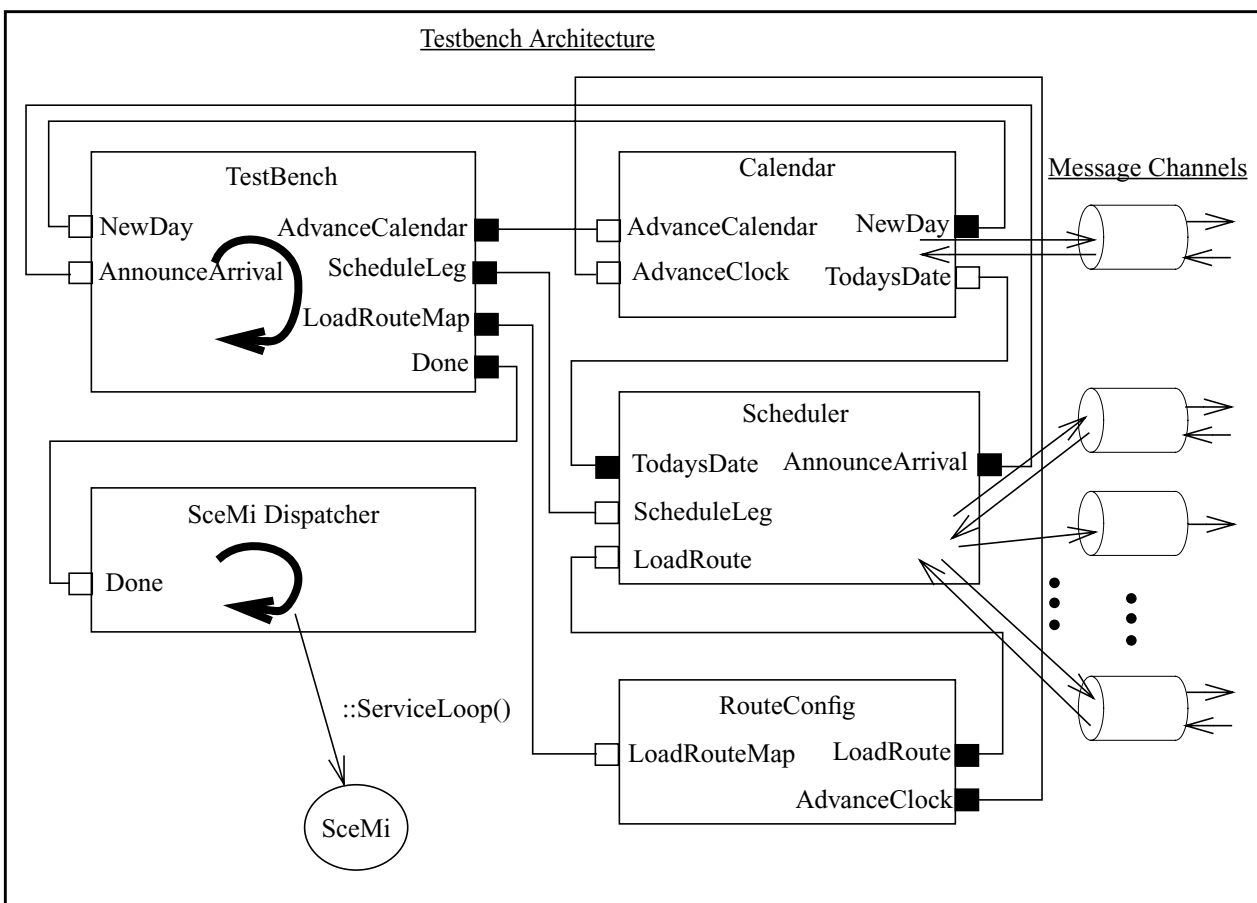 Testbench Architecture
Message Channels
TestBench
NewDay
AnnounceArrival
AdvanceCalendar
ScheduleLeg
LoadRouteMap
Done
Calendar
AdvanceCalendar
AdvanceClock
NewDay
TodaysDate
Scheduler
TodaysDate
ScheduleLeg
LoadRoute
AnnounceArrival
SceMi Dispatcher
Done
::ServiceLoop()
SceMi
RouteConfig
LoadRouteMap
LoadRoute
AdvanceClock